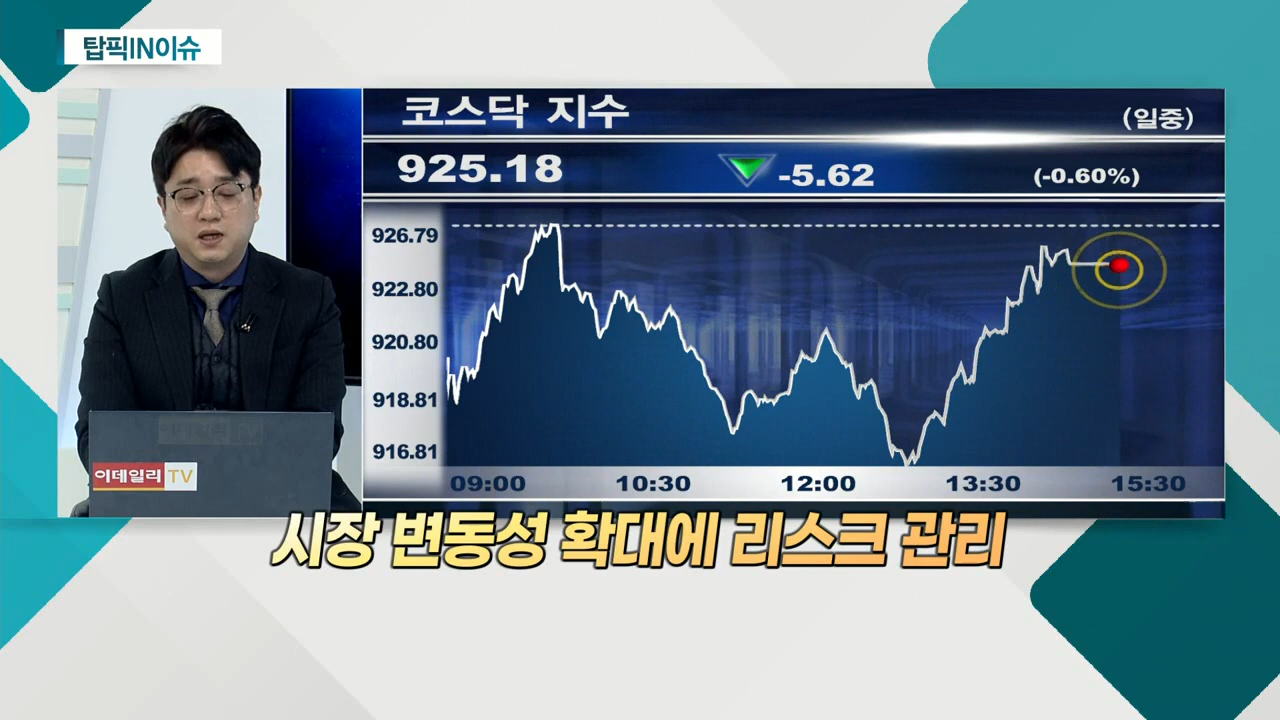 탑픽IN이슈
코스닥 지수
(일중)
925.18
-5.62
(-0.60%)
926.79
922.80
920.80
918.81
916.81
09:00
10:30
12:00
13:30
15:30
이데일리 TV
시장 변동성 확대에 리스크 관리